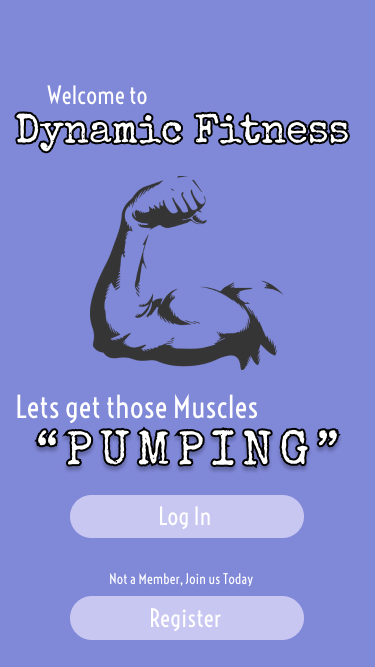 Welcome to
Dynamic Fitness
Lets get those Muscles
“PUMPING”
Log In
Not a Member, Join us Today
Register